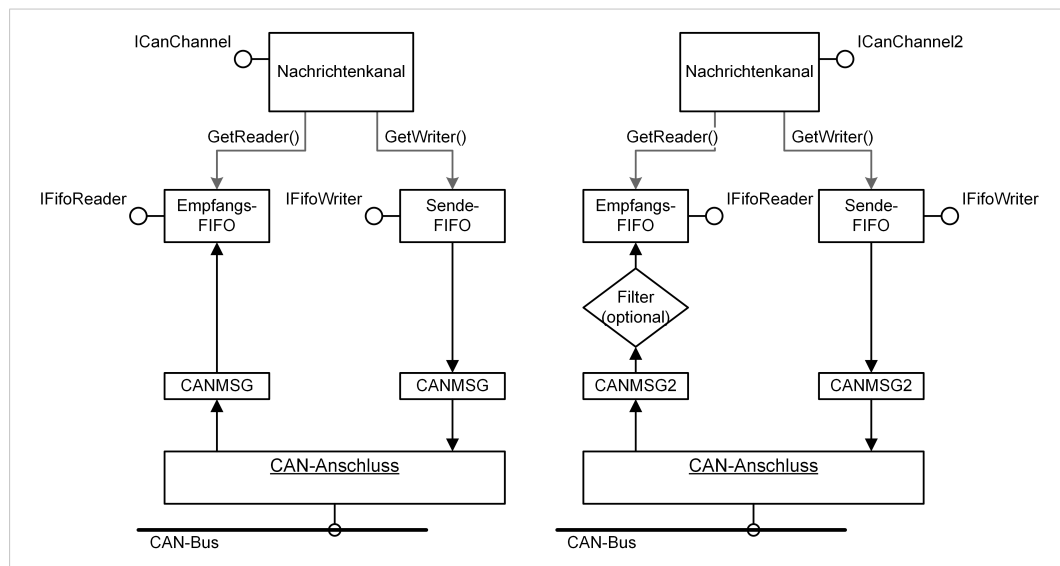 ICanChannel
Nachrichtenkanal
GetReader()
GetWriter()
IFifoReader
Empfangs-
FIFO
IFifoWriter
Sende-
FIFO
CANMSG
CANMSG
CAN-Anschluss
CAN-Bus
ICanChannel2
Nachrichtenkanal
GetReader()
GetWriter()
Empfangs-
FIFO
IFifoReader
Sende-
FIFO
IFifoWriter
Filter
(optional)
CANMSG2
CANMSG2
CAN-Anschluss
CAN-Bus